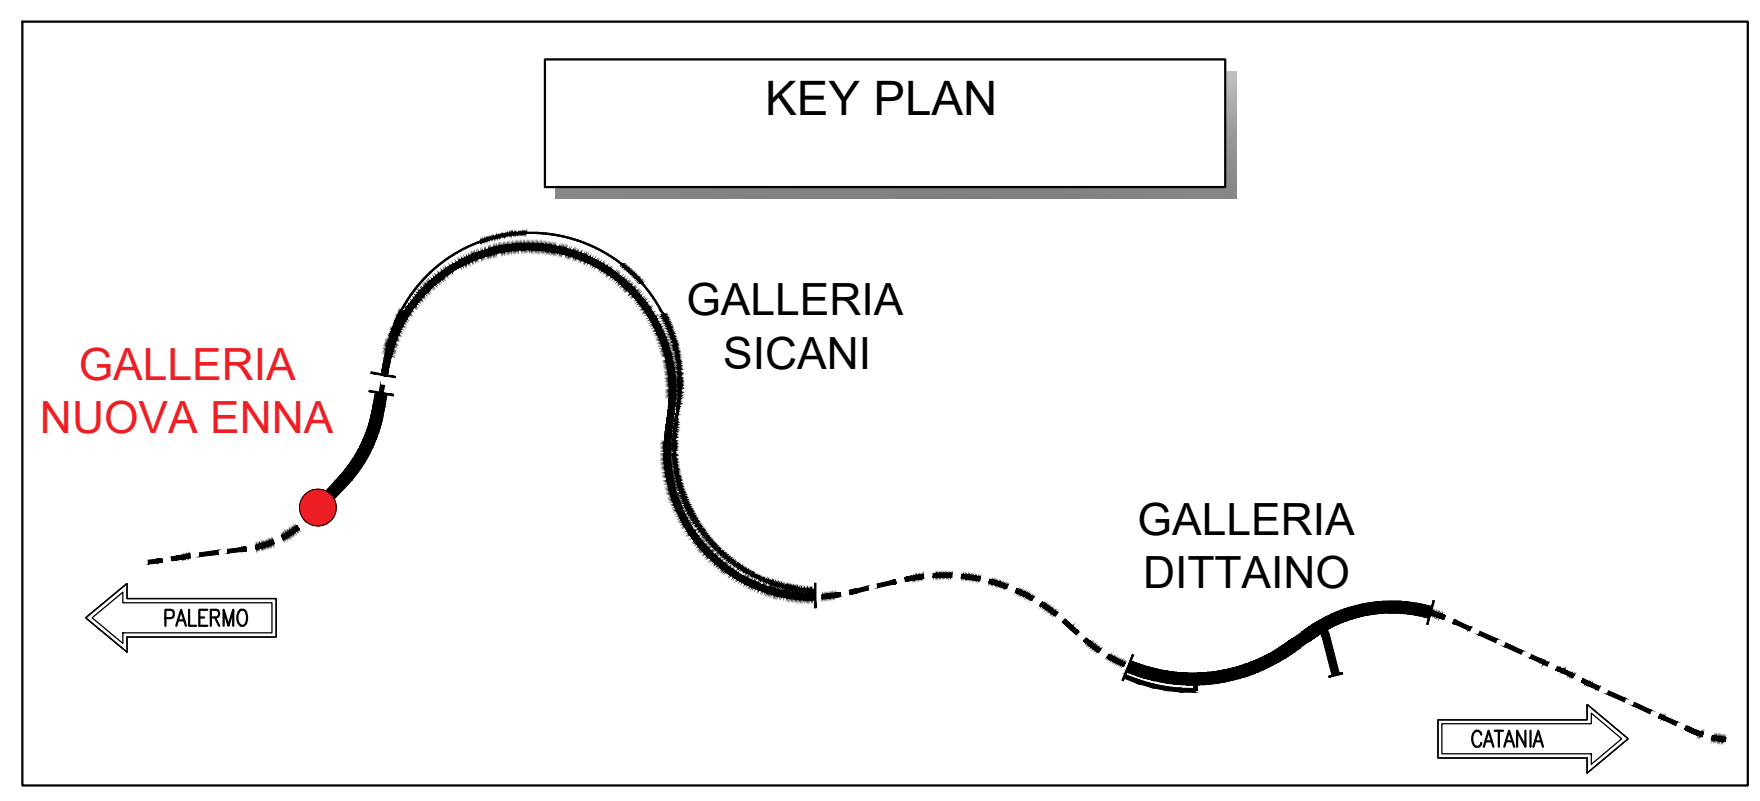 KEY PLAN
GALLERIA
SICANI
GALLERIA
NUOVA ENNA
GALLERIA
DITTAINO
PALERMO
CATANIA